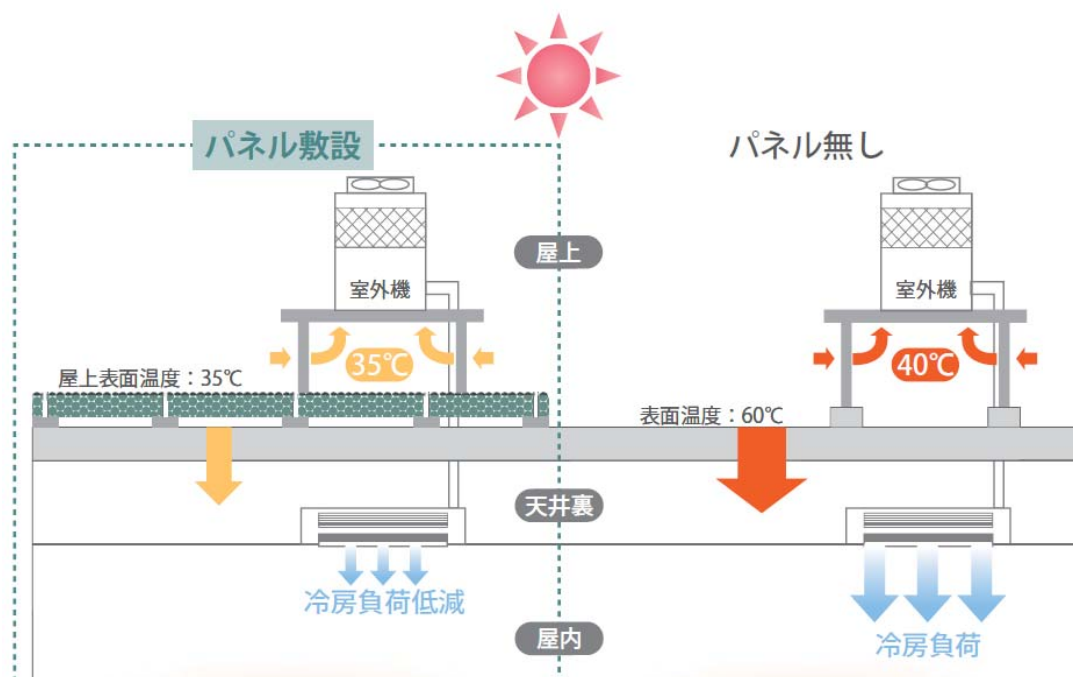 パネル敷設
パネル無し
屋上
室外機
室外機
35℃
40℃
屋上表面温度：35℃
表面温度：60℃
天井裏
冷房負荷低減
冷房負荷
屋内